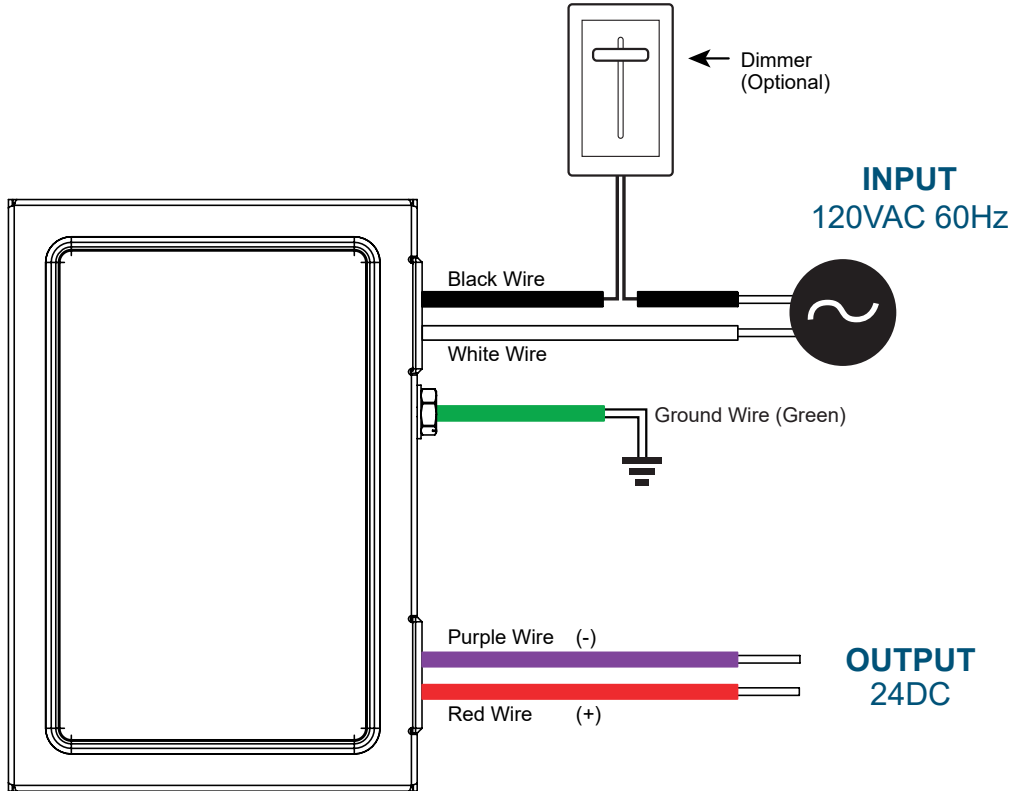 Dimmer
(Optional)
INPUT
120VAC 60Hz
Black Wire
White Wire
Ground Wire (Green)
Purple Wire (-)
Red Wire (+)
OUTPUT
24DC